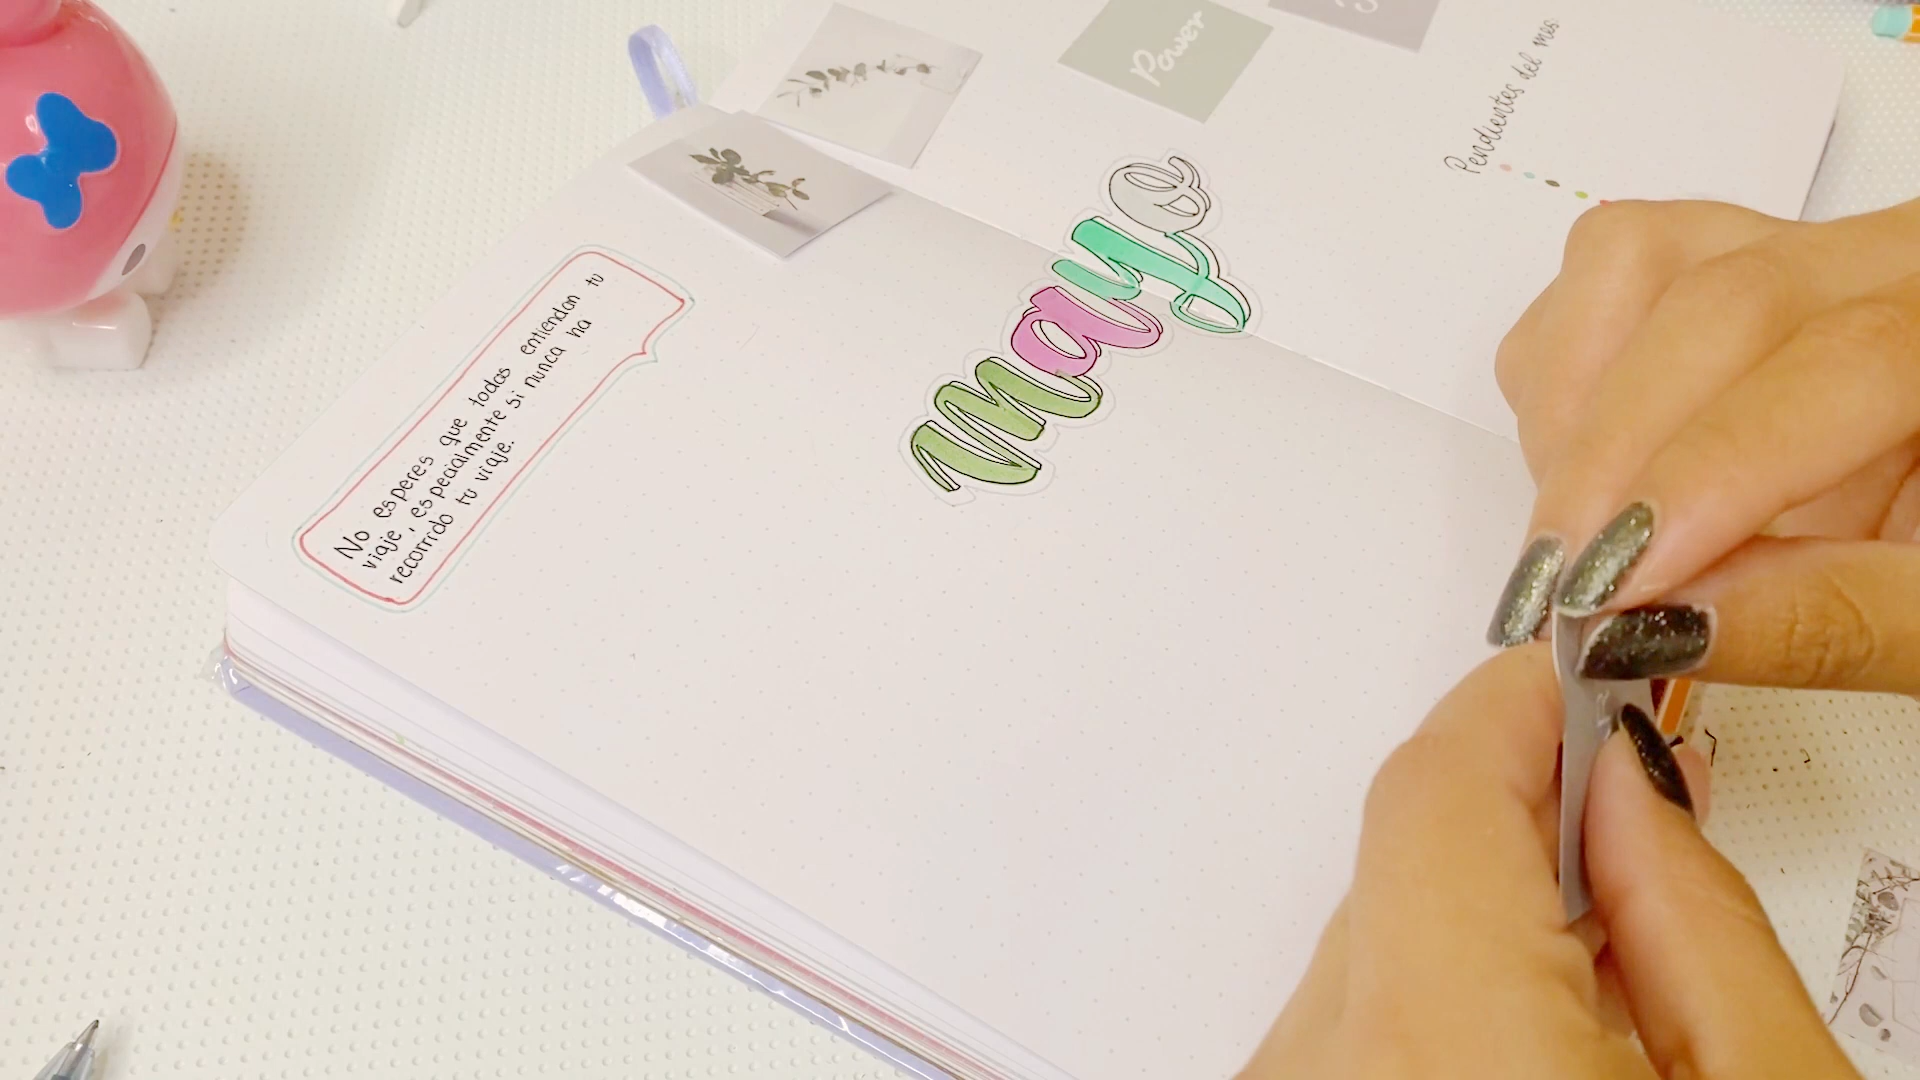 No esperes que todos entiendan tu
viaje, especialmente si nunca ha
recorrido tu viaje.
mayo
Power
Pendientes del mes